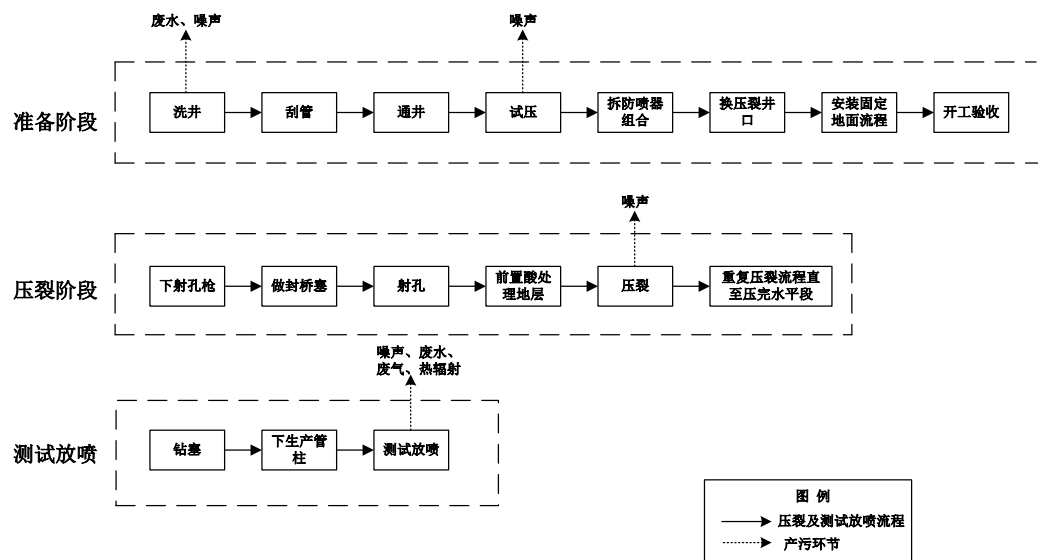 废水、噪声
噪声
准备阶段
洗井
刮管
通井
试压
拆防喷器
组合
换压裂井
口
安装固定
地面流程
开工验收
噪声
压裂阶段
下射孔枪
做封桥塞
射孔
前置酸处
理地层
压裂
重复压裂流程直
至压完水平段
噪声、废水、
废气、热辐射
测试放喷
钻塞
下生产管
柱
测试放喷
图 例
压裂及测试放喷流程
产污环节